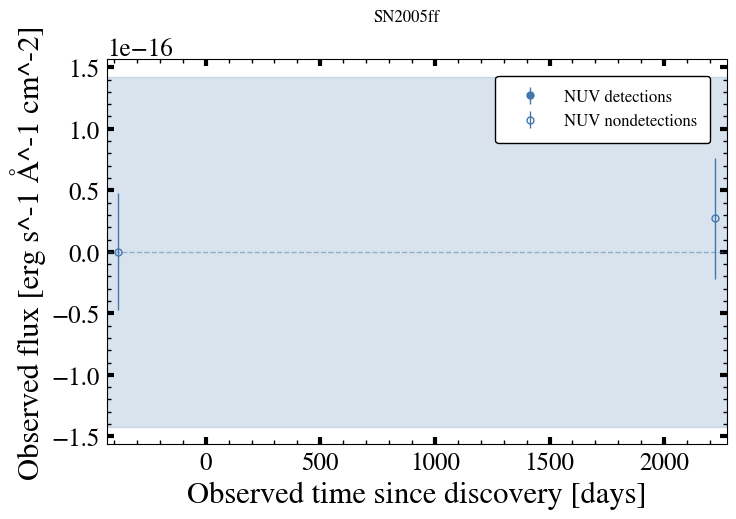 SN2005ff
1e−16
1.5
1.0
0.5
0.0
−0.5
−1.0
−1.5
Observed flux [erg s^-1 Å^-1 cm^-2]
NUV detections
NUV nondetections
0
500
1000
1500
2000
Observed time since discovery [days]